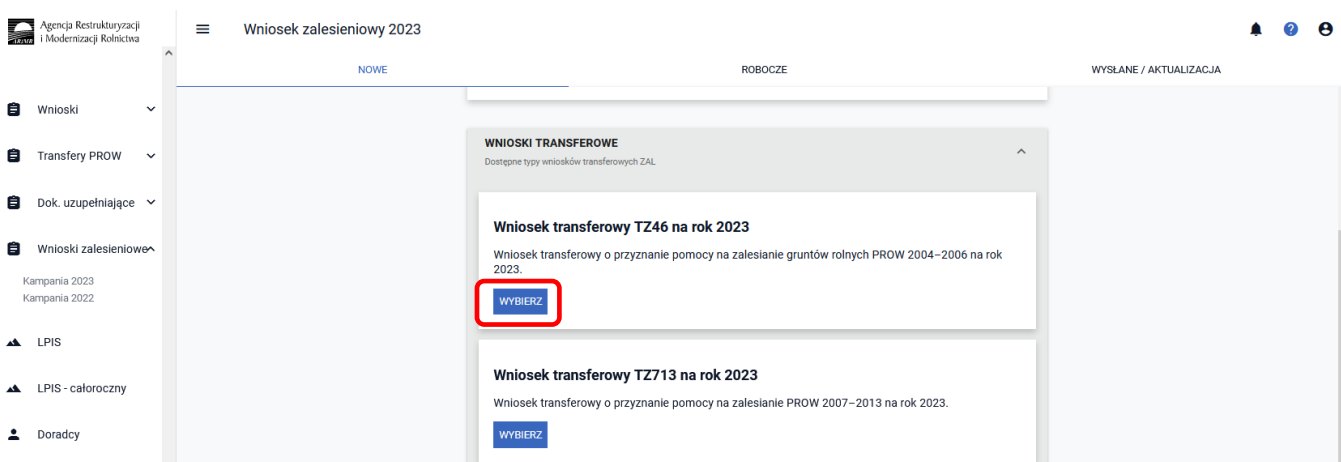 Agencja Restrukturyzacji
i Modernizacji Rolnictwa
ARiMR
Wniosek zalesieniowy 2023
NOWE
ROBOCZE
WYSŁANE / AKTUALIZACJA
Wnioski
Transfery PROW
Dok. uzupełniające
Wnioski zalesieniowe
Kampania 2023
Kampania 2022
LPIS
LPIS - całoroczny
Doradcy
WNIOSKI TRANSFEROWE
Dostępne typy wniosków transferowych ZAL
Wniosek transferowy TZ46 na rok 2023
Wniosek transferowy o przyznanie pomocy na zalesianie gruntów rolnych PROW 2004–2006 na rok
2023.
WYBIERZ
Wniosek transferowy TZ713 na rok 2023
Wniosek transferowy o przyznanie pomocy na zalesianie PROW 2007–2013 na rok 2023.
WYBIERZ